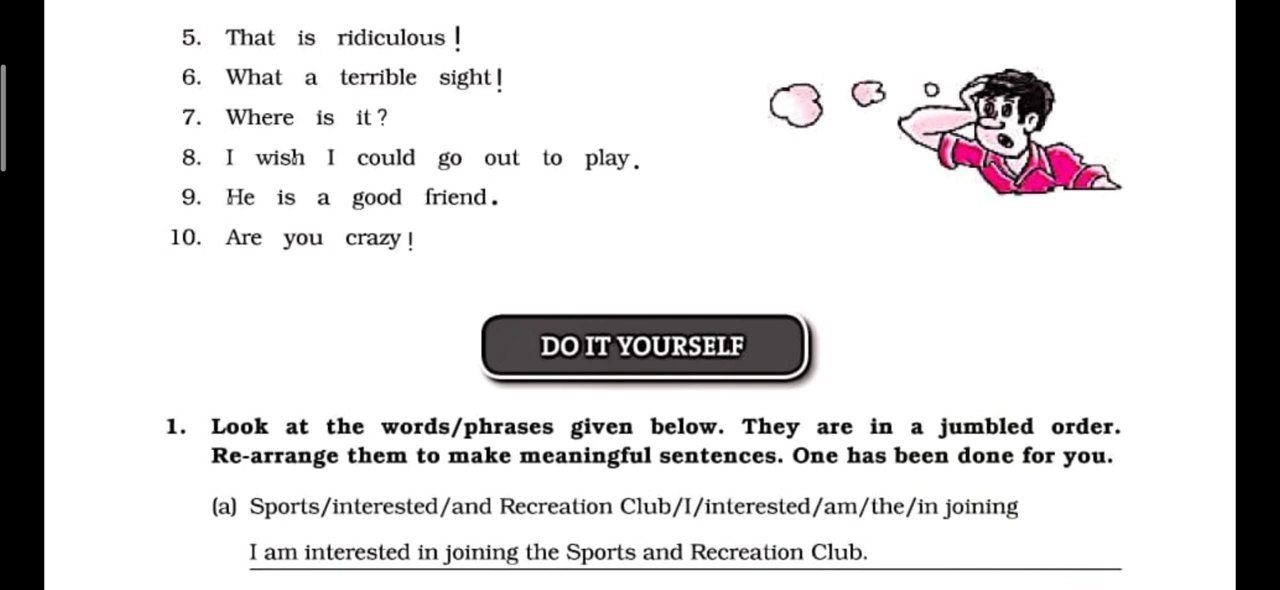 5. That is ridiculous!
6. What a terrible sight!
7. Where is it?
8. I wish I could go out to play.
9. He is a good friend.
10. Are you crazy!
DO IT YOURSELF
1. Look at the words/phrases given below. They are in a jumbled order.
Re-arrange them to make meaningful sentences. One has been done for you.
(a) Sports/interested/and Recreation Club/I/interested/am/the/in joining
I am interested in joining the Sports and Recreation Club.